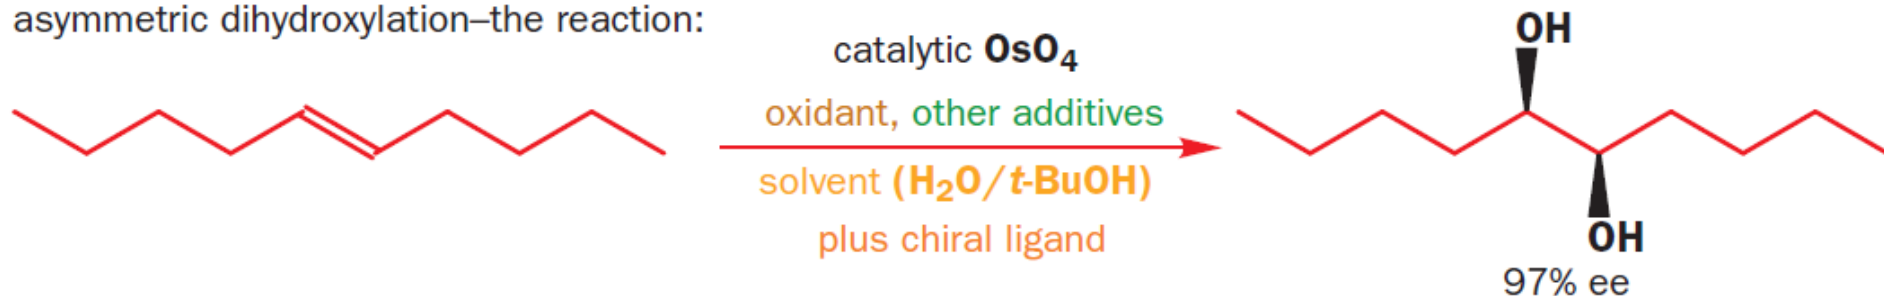 asymmetric dihydroxylation–the reaction:
catalytic OsO₄
oxidant, other additives
solvent (H₂O/t-BuOH)
plus chiral ligand
OH
OH
97% ee